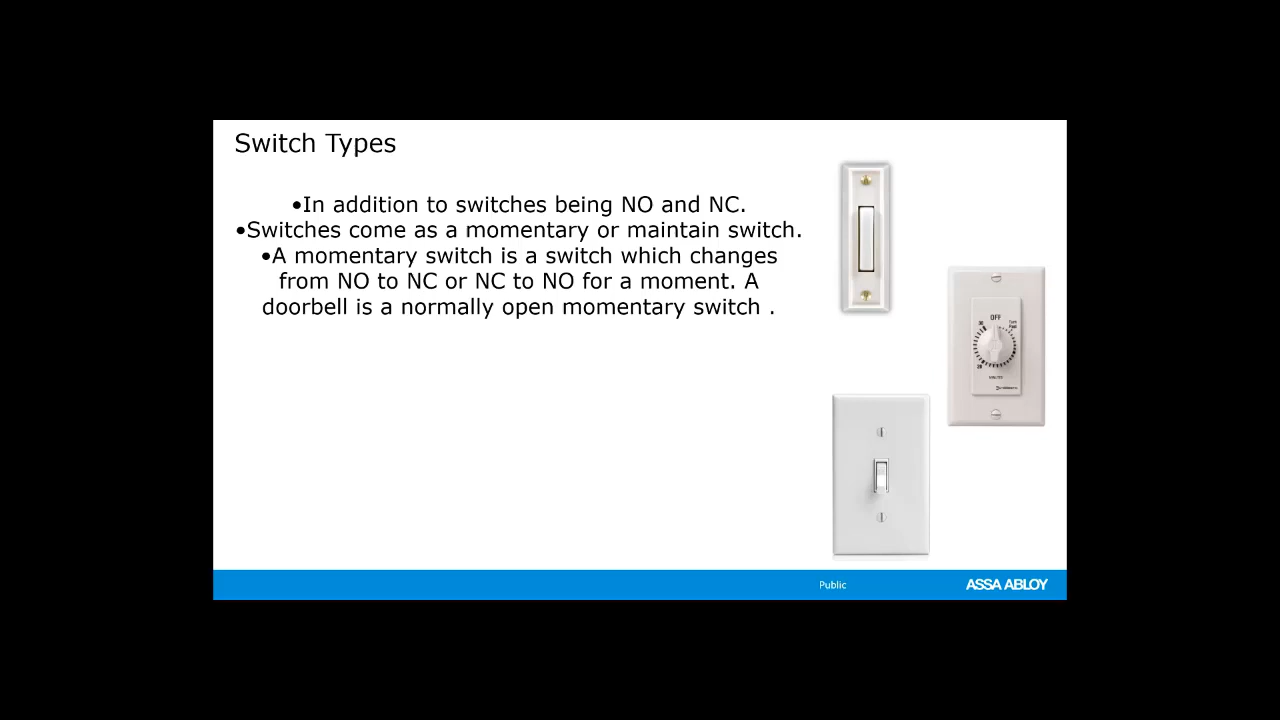 Switch Types
•In addition to switches being NO and NC.
•Switches come as a momentary or maintain switch.
•A momentary switch is a switch which changes
from NO to NC or NC to NO for a moment. A
doorbell is a normally open momentary switch .
OFF
30
20
Public
ASSA ABLOY